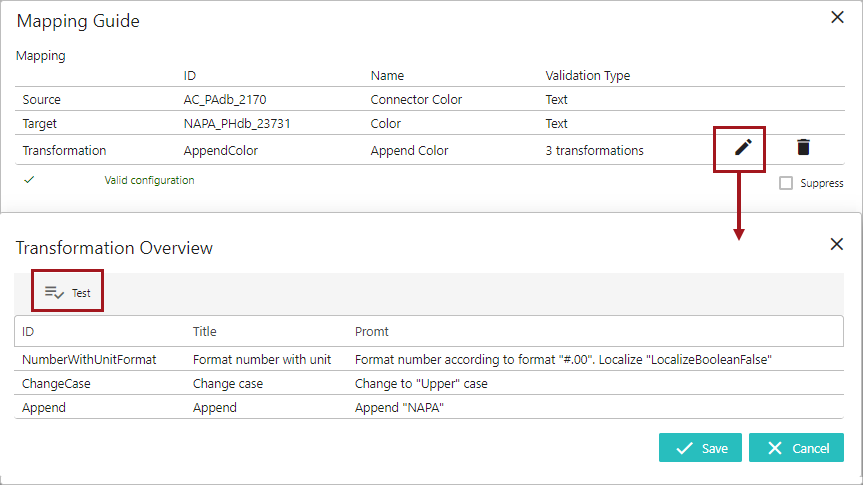 Mapping Guide
Mapping
ID Name Validation Type
Source AC_PAdb_2170 Connector Color Text
Target NAPA_PHdb_23731 Color Text
Transformation AppendColor Append Color 3 transformations
Valid configuration
Suppress
Transformation Overview
Test
ID Title Promt
NumberWithUnitFormat Format number with unit Format number according to format "#.00". Localize "LocalizeBooleanFalse"
ChangeCase Change case Change to "Upper" case
Append Append Append "NAPA"
Save Cancel